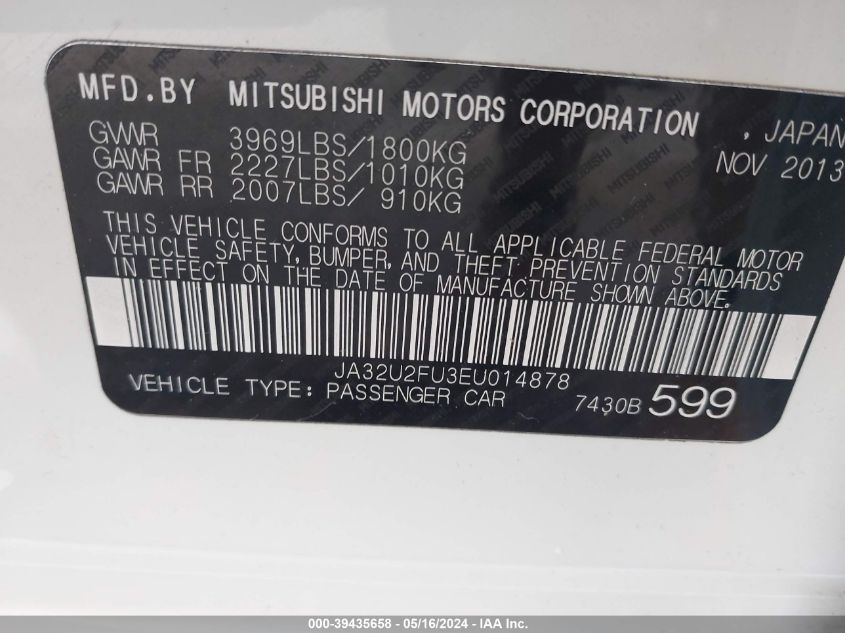 MFD.BY MITSUBISHI MOTORS CORPORATION , JAPAN
GVWR 3969LBS/1800KG NOV 2013
GAWR FR 2227LBS/1010KG
GAWR RR 2007LBS/ 910KG
THIS VEHICLE CONFORMS TO ALL APPLICABLE FEDERAL MOTOR
VEHICLE SAFETY, BUMPER, AND THEFT PREVENTION STANDARDS
IN EFFECT ON THE DATE OF MANUFACTURE SHOWN ABOVE.
JA32U2FU3EU014878
VEHICLE TYPE: PASSENGER CAR 7430B 599
000-39435658 - 05/16/2024 - IAA Inc.